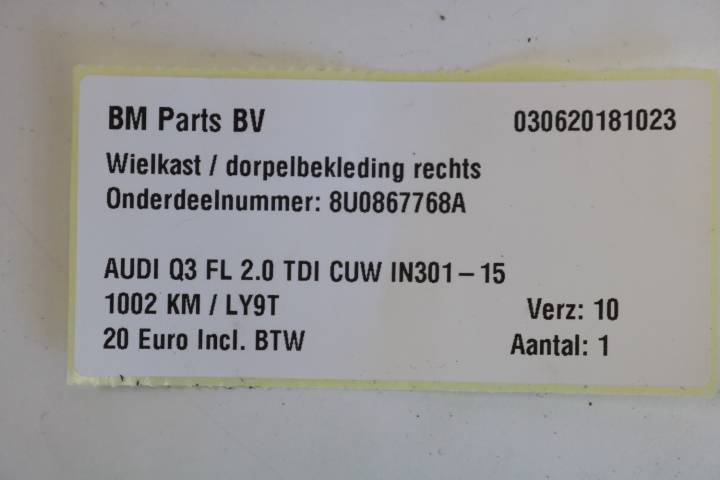 BM Parts BV 030620181023
Wielkast / dorpelbekleding rechts
Onderdeelnummer: 8U0867768A
AUDI Q3 FL 2.0 TDI CUW IN301-15
1002 KM / LY9T Verz: 10
20 Euro Incl. BTW Aantal: 1